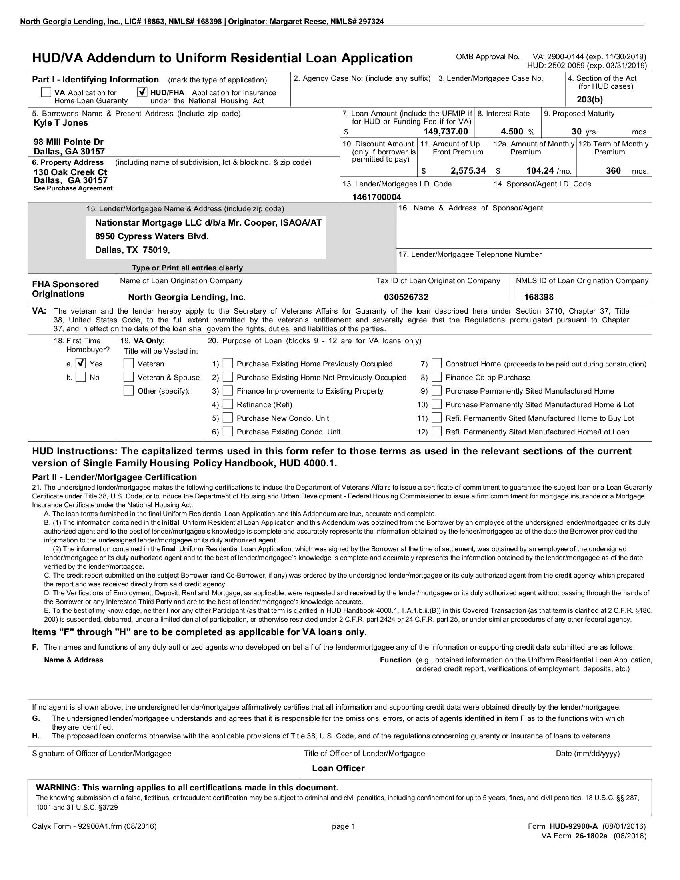 North Georgia Lending, Inc., LIC# 18663, NMLS# 168398 | Originator: Margaret Reese, NMLS# 297324
HUD/VA Addendum to Uniform Residential Loan Application
OMB Approval No. VA: 2900-0144 (exp. 11/30/2019)
HUD: 2502-0059 (exp. 03/31/2019)
Part I - Identifying Information (mark the type of application)
VA Application for Home Loan Guaranty
HUD/FHA Application for Insurance under the National Housing Act
2. Agency Case No. (include any suffix)
3. Lender/Mortgagee Case No.
4. Section of the Act (for HUD cases)
203(b)
5. Borrower's Name & Present Address (Include zip code)
Kyle T Jones
98 Mill Pointe Dr
Dallas, GA 30157
7. Loan Amount (include the UFMIP if for HUD or Funding Fee if for VA)
$ 149,737.00
8. Interest Rate
4.500 %
9. Proposed Maturity
30 yrs. mos.
6. Property Address (including name of subdivision, lot & block no. & zip code)
130 Oak Creek Ct
Dallas, GA 30157
See Purchase Agreement
10. Discount Amount (only if borrower is permitted to pay)
11. Amount of Up Front Premium
$ 2,575.34
12a. Amount of Monthly Premium
$ 104.24 /mo.
12b. Term of Monthly Premium
360 mos.
13. Lender/Mortgagee I.D. Code
1461700004
14. Sponsor/Agent I.D. Code
15. Lender/Mortgagee Name & Address (include zip code)
Nationstar Mortgage LLC d/b/a Mr. Cooper, ISAOA/AT
8950 Cypress Waters Blvd.
Dallas, TX 75019,
Type or Print all entries clearly
16. Name & Address of Sponsor/Agent
17. Lender/Mortgagee Telephone Number
FHA Sponsored Originations
Name of Loan Origination Company
North Georgia Lending, Inc.
Tax ID of Loan Origination Company
030526732
NMLS ID of Loan Origination Company
168398
VA: The veteran and the lender hereby apply to the Secretary of Veterans Affairs for Guaranty of the loan described here under Section 3710, Chapter 37, Title
38, United States Code, to the full extent permitted by the veteran's entitlement and severally agree that the Regulations promulgated pursuant to Chapter
37, and in effect on the date of the loan shall govern the rights, duties, and liabilities of the parties.
18. First Time Homebuyer?
a. Yes
b. No
19. VA Only: Title will be Vested in:
Veteran
Veteran & Spouse
Other (specify):
20. Purpose of Loan (blocks 9 - 12 are for VA loans only)
1) Purchase Existing Home Previously Occupied
2) Purchase Existing Home Not Previously Occupied
3) Finance Improvements to Existing Property
4) Refinance (Refi)
5) Purchase New Condo. Unit
6) Purchase Existing Condo. Unit
7) Construct Home (proceeds to be paid out during construction)
8) Finance Co-op Purchase
9) Purchase Permanently Sited Manufactured Home
10) Purchase Permanently Sited Manufactured Home & Lot
11) Refi. Permanently Sited Manufactured Home to Buy Lot
12) Refi. Permanently Sited Manufactured Home/Lot Loan
HUD Instructions: The capitalized terms used in this form refer to those terms as used in the relevant sections of the current
version of Single Family Housing Policy Handbook, HUD 4000.1.
Part II - Lender/Mortgagee Certification
21. The undersigned lender/mortgagee makes the following certifications to induce the Department of Veterans Affairs to issue a certificate of commitment to guarantee the subject loan or a Loan Guaranty
Certificate under Title 38, U.S. Code, or to induce the Department of Housing and Urban Development - Federal Housing Commissioner to issue a firm commitment for mortgage insurance or a Mortgage
Insurance Certificate under the National Housing Act.
A. The loan terms furnished in the final Uniform Residential Loan Application and this Addendum are true, accurate and complete.
B. (1) The information contained in the initial Uniform Residential Loan Application and this Addendum was obtained from the Borrower by an employee of the undersigned lender/mortgagee or its duly
authorized agent and to the best of lender/mortgagee's knowledge is complete and accurately represents the information obtained by the lender/mortgagee as of the date the Borrower provided the
information to the undersigned lender/mortgagee or its duly authorized agent.
(2) The information contained in the final Uniform Residential Loan Application, which was signed by the Borrower at the time of settlement, was obtained by an employee of the undersigned
lender/mortgagee or its duly authorized agent and to the best of lender/mortgagee's knowledge is complete and accurately represents the information obtained by the lender/mortgagee as of the date
verified by the lender/mortgagee.
C. The credit report submitted on the subject Borrower (and Co-Borrower, if any) was ordered by the undersigned lender/mortgagee or its duly authorized agent from the credit agency which prepared
the report and was received directly from said credit agency.
D. The Verifications of Employment, Deposit, Rent and Mortgage, as applicable, were requested and received by the lender/mortgagee or its duly authorized agent without passing through the hands of
the Borrower or any Interested Third Party and are to the best of lender/mortgagee's knowledge accurate.
E. To the best of my knowledge, neither I nor any other Participant (as that term is clarified in HUD Handbook 4000.1, II.A.1.b.ii.(B)) in this Covered Transaction (as that term is clarified at 2 C.F.R. §180.
200) is suspended, debarred, under a limited denial of participation, or otherwise restricted under 2 C.F.R. part 2424 or 24 C.F.R. part 25, or under similar procedures of any other federal agency.
Items "F" through "H" are to be completed as applicable for VA loans only.
F. The names and functions of any duly authorized agents who developed on behalf of the lender/mortgagee any of the information or supporting credit data submitted are as follows:
Name & Address
Function (e.g., obtained information on the Uniform Residential Loan Application,
ordered credit report, verifications of employment, deposits, etc.)
If no agent is shown above, the undersigned lender/mortgagee affirmatively certifies that all information and supporting credit data were obtained directly by the lender/mortgagee.
G. The undersigned lender/mortgagee understands and agrees that it is responsible for the omissions, errors, or acts of agents identified in item F as to the functions with which
they are identified.
H. The proposed loan conforms otherwise with the applicable provisions of Title 38, U.S. Code, and of the regulations concerning guaranty or insurance of loans to veterans.
Signature of Officer of Lender/Mortgagee
Title of Officer of Lender/Mortgagee
Date (mm/dd/yyyy)
Loan Officer
WARNING: This warning applies to all certifications made in this document.
The knowing submission of a false, fictitious, or fraudulent certification may be subject to criminal and civil penalties, including confinement for up to 5 years, fines, and civil penalties. 18 U.S.C. §§ 287,
1001 and 31 U.S.C. §3729
Calyx Form - 92900A1.frm (08/2016)
page 1
Form HUD-92900-A (08/01/2016)
VA Form 26-1802a (08/2016)